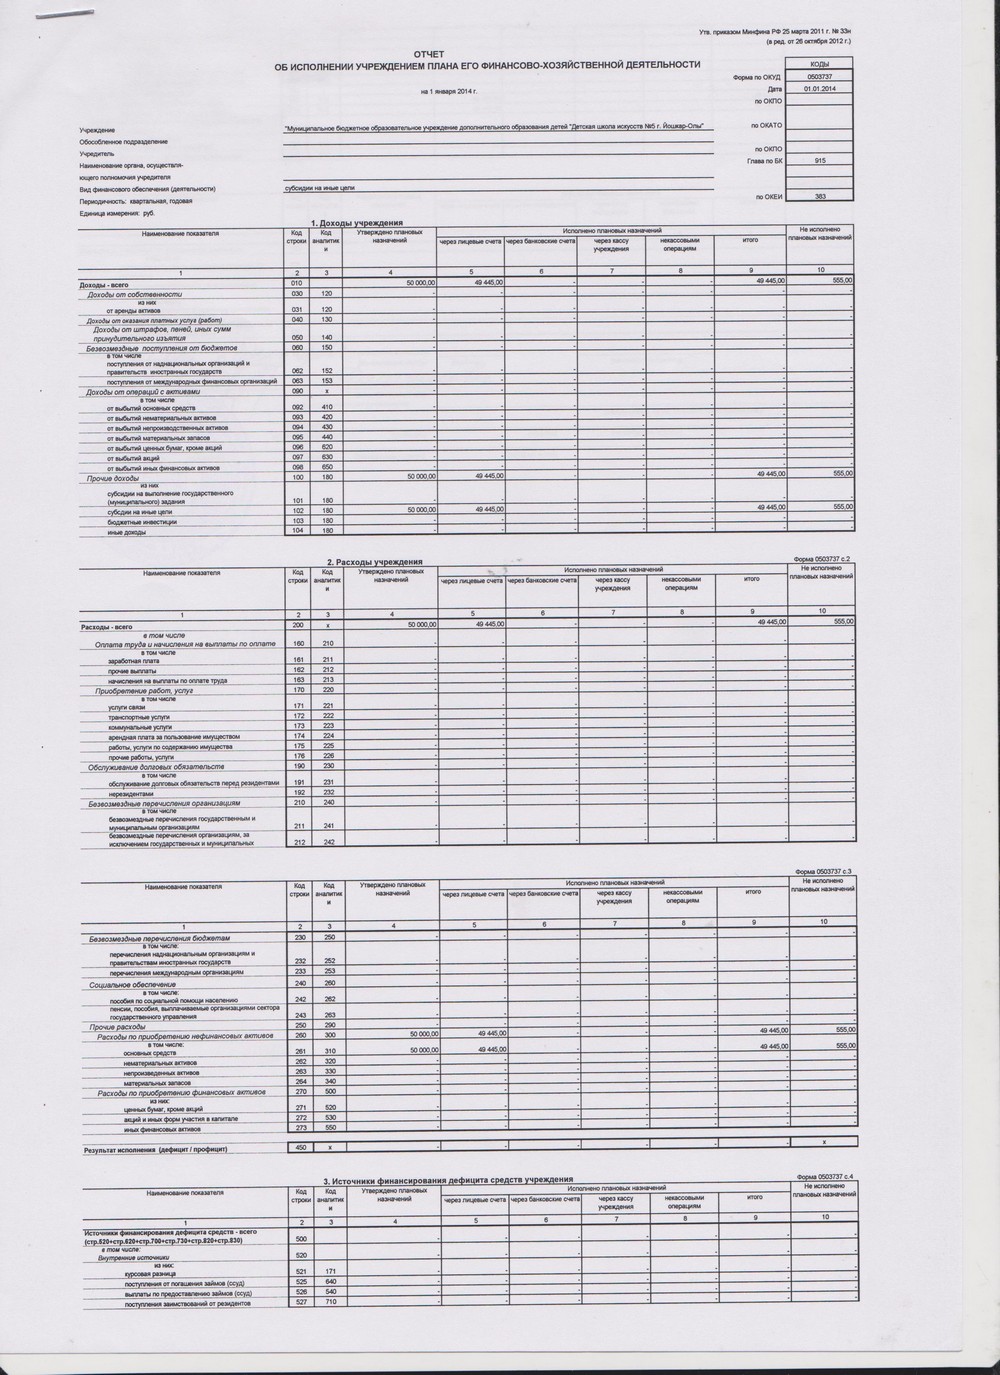 Утв. приказом Минфина РФ 25 марта 2011 г. № 33н
(в ред. от 26 октября 2012 г.)
ОТЧЕТ
ОБ ИСПОЛНЕНИИ УЧРЕЖДЕНИЕМ ПЛАНА ЕГО ФИНАНСОВО-ХОЗЯЙСТВЕННОЙ ДЕЯТЕЛЬНОСТИ
КОДЫ
Форма по ОКУД 0503737
на 1 января 2014 г. Дата 01.01.2014
по ОКПО
Учреждение "Муниципальное бюджетное образовательное учреждение дополнительного образования детей "Детская школа искусств №5 г. Йошкар-Олы" по ОКАТО
Обособленное подразделение
Учредитель по ОКПО
Наименование органа, осуществля- Глава по БК 915
ющего полномочия учредителя
Вид финансового обеспечения (деятельности) субсидии на иные цели
Периодичность: квартальная, годовая по ОКЕИ 383
Единица измерения: руб.
1. Доходы учреждения
Наименование показателя Код строки Код аналитики Утверждено плановых назначений Исполнено плановых назначений Не исполнено плановых назначений
через лицевые счета через банковские счета через кассу учреждения некассовыми операциям итого
1 2 3 4 5 6 7 8 9 10
Доходы - всего 010 50 000,00 49 445,00 - - - 49 445,00 555,00
Доходы от собственности 030 120 - - - - - - -
из них
от аренды активов 031 120 - - - - - - -
Доходы от оказания платных услуг (работ) 040 130 - - - - - - -
Доходы от штрафов, пеней, иных сумм
принудительного изъятия 050 140 - - - - - - -
Безвозмездные поступления от бюджетов 060 150 - - - - - - -
в том числе
поступления от наднациональных организаций и
правительств иностранных государств 062 152 - - - - - - -
поступления от международных финансовых организаций 063 153 - - - - - - -
Доходы от операций с активами 090 х - - - - - - -
в том числе
от выбытий основных средств 092 410 - - - - - - -
от выбытий нематериальных активов 093 420 - - - - - - -
от выбытий непроизводственных активов 094 430 - - - - - - -
от выбытий материальных запасов 095 440 - - - - - - -
от выбытий ценных бумаг, кроме акций 096 620 - - - - - - -
от выбытий акций 097 630 - - - - - - -
от выбытий иных финансовых активов 098 650 - - - - - - -
Прочие доходы 100 180 50 000,00 49 445,00 - - - 49 445,00 555,00
из них
субсидии на выполнение государственного
(муниципального) задания 101 180 - - - - - - -
субсдии на иные цели 102 180 50 000,00 49 445,00 - - - 49 445,00 555,00
бюджетные инвестиции 103 180 - - - - - - -
иные доходы 104 180 - - - - - - -
2. Расходы учреждения Форма 0503737 с.2
Наименование показателя Код строки Код аналитики Утверждено плановых назначений Исполнено плановых назначений Не исполнено плановых назначений
через лицевые счета через банковские счета через кассу учреждения некассовыми операциям итого
1 2 3 4 5 6 7 8 9 10
Расходы - всего 200 х 50 000,00 49 445,00 - - - 49 445,00 555,00
в том числе
Оплата труда и начисления на выплаты по оплате 160 210 - - - - - - -
в том числе
заработная плата 161 211 - - - - - - -
прочие выплаты 162 212 - - - - - - -
начисления на выплаты по оплате труда 163 213 - - - - - - -
Приобретение работ, услуг 170 220 - - - - - - -
в том числе
услуги связи 171 221 - - - - - - -
транспортные услуги 172 222 - - - - - - -
коммунальные услуги 173 223 - - - - - - -
арендная плата за пользование имуществом 174 224 - - - - - - -
работы, услуги по содержанию имущества 175 225 - - - - - - -
прочие работы, услуги 176 226 - - - - - - -
Обслуживание долговых обязательств 190 230 - - - - - - -
в том числе
обслуживание долговых обязательств перед резидентами 191 231 - - - - - - -
нерезидентами 192 232 - - - - - - -
Безвозмездные перечисления организациям 210 240 - - - - - - -
в том числе
безвозмездные перечисления государственным и
муниципальным организациям 211 241 - - - - - - -
безвозмездные перечисления организациям, за
исключением государственных и муниципальных 212 242 - - - - - - -
Форма 0503737 с.3
Наименование показателя Код строки Код аналитики Утверждено плановых назначений Исполнено плановых назначений Не исполнено плановых назначений
через лицевые счета через банковские счета через кассу учреждения некассовыми операциям итого
1 2 3 4 5 6 7 8 9 10
Безвозмездные перечисления бюджетам 230 250 - - - - - - -
в том числе:
перечисления наднациональным организациям и
правительствам иностранных государств 232 252 - - - - - - -
перечисления международным организациям 233 253 - - - - - - -
Социальное обеспечение 240 260 - - - - - - -
в том числе:
пособия по социальной помощи населению 242 262 - - - - - - -
пенсии, пособия, выплачиваемые организациями сектора
государственного управления 243 263 - - - - - - -
Прочие расходы 250 290 - - - - - - -
Расходы по приобретению нефинансовых активов 260 300 50 000,00 49 445,00 - - - 49 445,00 555,00
в том числе:
основных средств 261 310 50 000,00 49 445,00 - - - 49 445,00 555,00
нематериальных активов 262 320 - - - - - - -
непроизведенных активов 263 330 - - - - - - -
материальных запасов 264 340 - - - - - - -
Расходы по приобретению финансовых активов 270 500 - - - - - - -
из них:
ценных бумаг, кроме акций 271 520 - - - - - - -
акций и иных форм участия в капитале 272 530 - - - - - - -
иных финансовых активов 273 550 - - - - - - -
Результат исполнения (дефицит / профицит) 450 х - - - - - - х
3. Источники финансирования дефицита средств учреждения Форма 0503737 с.4
Наименование показателя Код строки Код аналитики Утверждено плановых назначений Исполнено плановых назначений Не исполнено плановых назначений
через лицевые счета через банковские счета через кассу учреждения некассовыми операциям итого
1 2 3 4 5 6 7 8 9 10
Источники финансирования дефицита средств - всего
(стр.520+стр.620+стр.700+стр.730+стр.820+стр.830) 500 - - - - - - -
в том числе:
Внутренние источники 520 - - - - - - -
из них:
курсовая разница 521 171 - - - - - - -
поступления от погашения займов (ссуд) 525 640 - - - - - - -
выплаты по предоставлению займов (ссуд) 526 540 - - - - - - -
поступления заимствований от резидентов 527 710 - - - - - - -